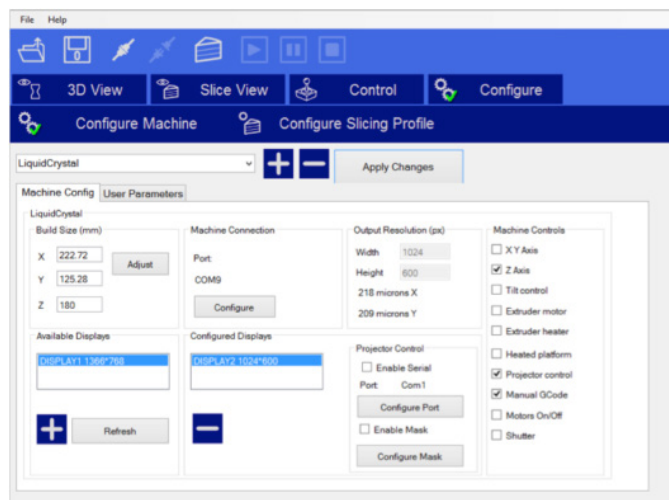 File Help
3D View Slice View Control Configure
Configure Machine Configure Slicing Profile
LiquidCrystal Apply Changes
Machine Config User Parameters
LiquidCrystal
Build Size (mm)
X 222.72
Y 125.28
Z 180
Adjust
Machine Connection
Port:
COM9
Configure
Output Resolution (px)
Width 1024
Height 600
218 microns X
209 microns Y
Machine Controls
X Y Axis
Z Axis
Tilt control
Extruder motor
Extruder heater
Heated platform
Projector control
Manual GCode
Motors On/Off
Shutter
Available Displays
DISPLAY1 1366*768
Refresh
Configured Displays
DISPLAY2 1024*600
Projector Control
Enable Serial
Port: Com1
Configure Port
Enable Mask
Configure Mask